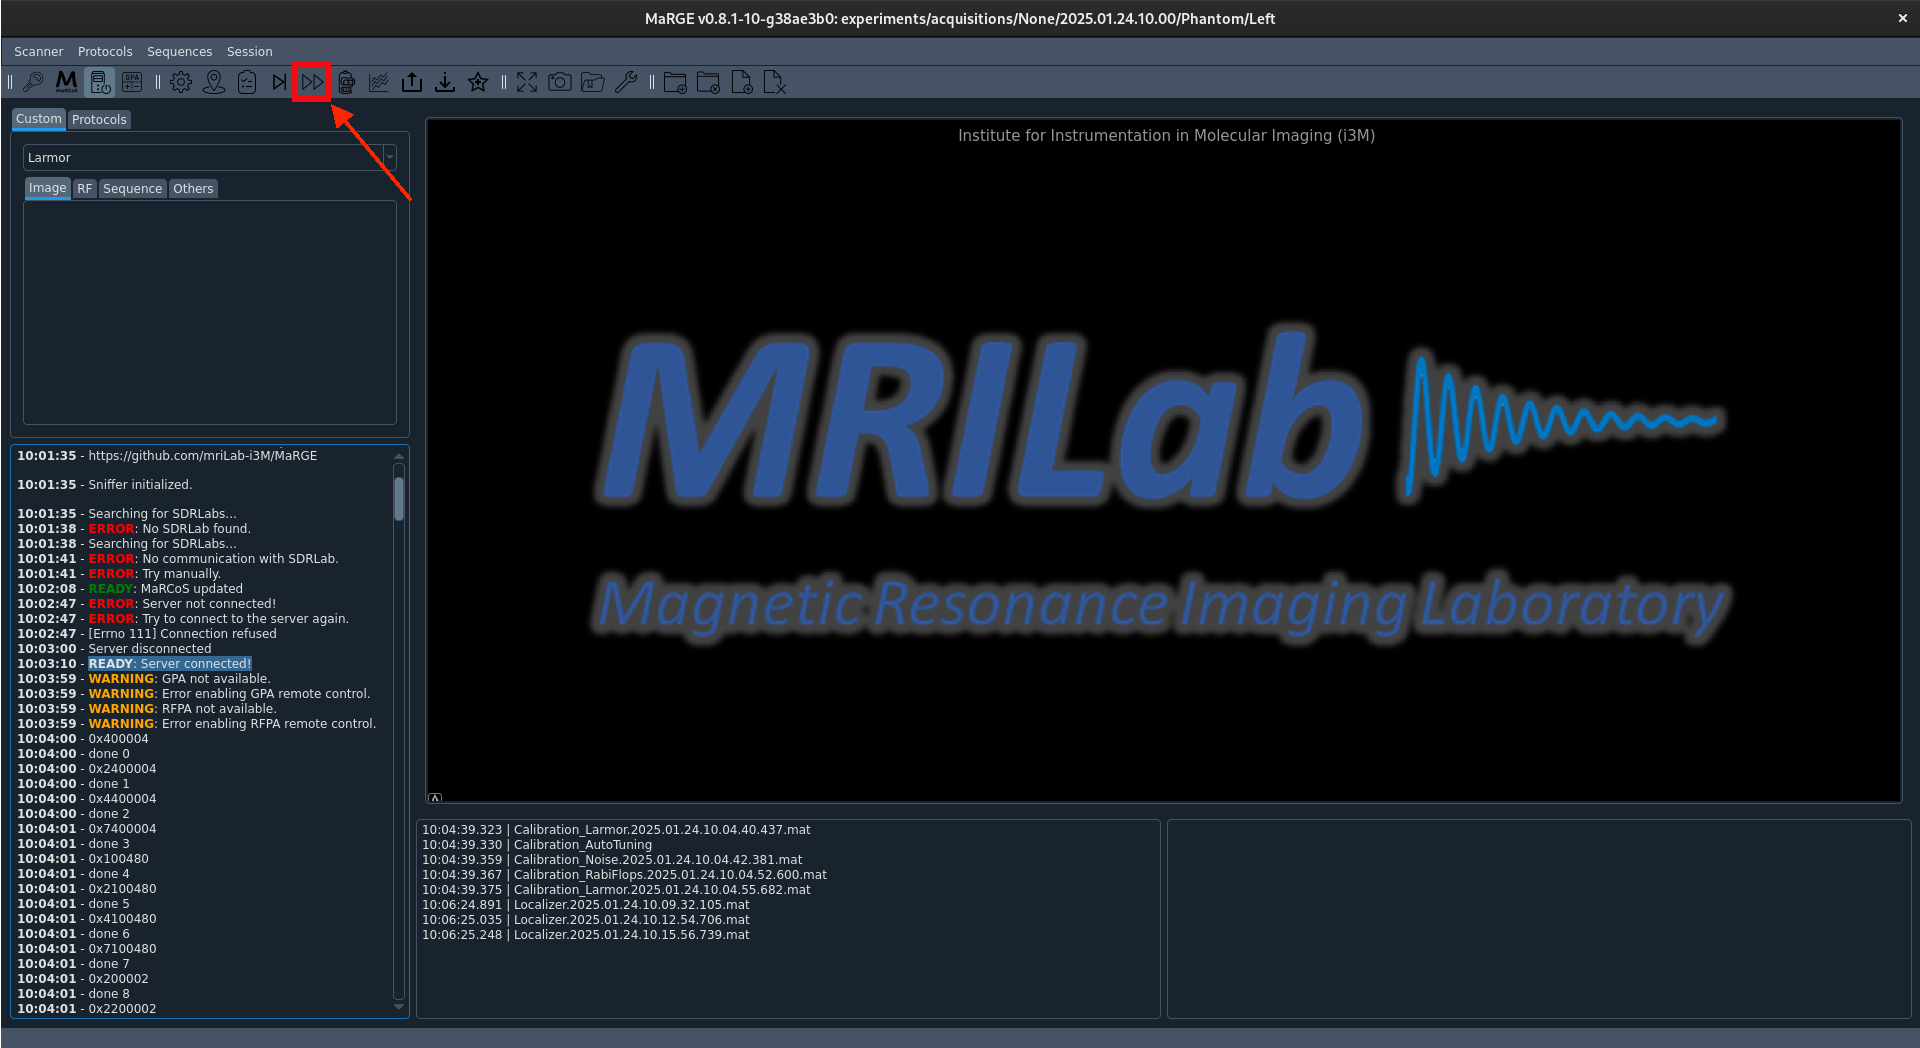 MaRGE v0.8.1-10-g38ae3b0: experiments/acquisitions/None/2025.01.24.10.00/Phantom/Left
Scanner Protocols Sequences Session
M
MaRCoS
GPA
Custom Protocols
Larmor
Image RF Sequence Others
10:01:35 - https://github.com/mriLab-i3M/MaRGE
10:01:35 - Sniffer initialized.
10:01:35 - Searching for SDRLabs...
10:01:38 - ERROR: No SDRLab found.
10:01:38 - Searching for SDRLabs...
10:01:41 - ERROR: No communication with SDRLab.
10:01:41 - ERROR: Try manually.
10:02:08 - READY: MaRCoS updated
10:02:47 - ERROR: Server not connected!
10:02:47 - ERROR: Try to connect to the server again.
10:02:47 - [Errno 111] Connection refused
10:03:00 - Server disconnected
10:03:10 - READY: Server connected!
10:03:59 - WARNING: GPA not available.
10:03:59 - WARNING: Error enabling GPA remote control.
10:03:59 - WARNING: RFPA not available.
10:03:59 - WARNING: Error enabling RFPA remote control.
10:04:00 - 0x400004
10:04:00 - done 0
10:04:00 - 0x2400004
10:04:00 - done 1
10:04:00 - 0x4400004
10:04:00 - done 2
10:04:01 - 0x7400004
10:04:01 - done 3
10:04:01 - 0x100480
10:04:01 - done 4
10:04:01 - 0x2100480
10:04:01 - done 5
10:04:01 - 0x4100480
10:04:01 - done 6
10:04:01 - 0x7100480
10:04:01 - done 7
10:04:01 - 0x200002
10:04:01 - done 8
10:04:01 - 0x2200002
Institute for Instrumentation in Molecular Imaging (i3M)
MRILab
Magnetic Resonance Imaging Laboratory
A
10:04:39.323 | Calibration_Larmor.2025.01.24.10.04.40.437.mat
10:04:39.330 | Calibration_AutoTuning
10:04:39.359 | Calibration_Noise.2025.01.24.10.04.42.381.mat
10:04:39.367 | Calibration_RabiFlops.2025.01.24.10.04.52.600.mat
10:04:39.375 | Calibration_Larmor.2025.01.24.10.04.55.682.mat
10:06:24.891 | Localizer.2025.01.24.10.09.32.105.mat
10:06:25.035 | Localizer.2025.01.24.10.12.54.706.mat
10:06:25.248 | Localizer.2025.01.24.10.15.56.739.mat